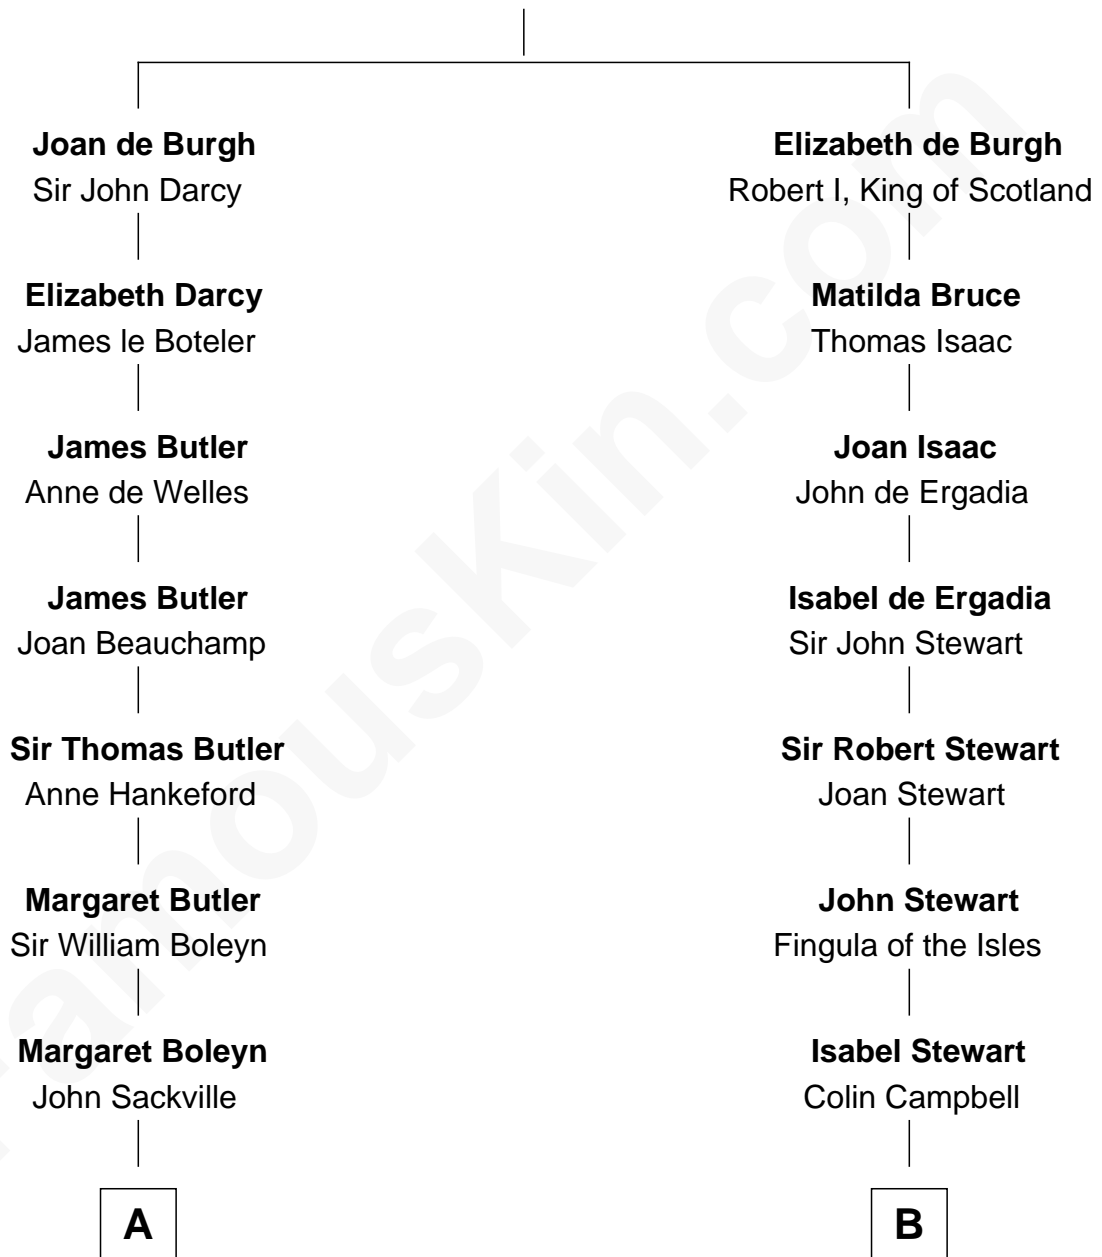 Joan de Burgh
Sir John Darcy
Elizabeth Darcy
James le Boteler
James Butler
Anne de Welles
James Butler
Joan Beauchamp
Sir Thomas Butler
Anne Hankeford
Margaret Butler
Sir William Boleyn
Margaret Boleyn
John Sackville
A
Elizabeth de Burgh
Robert I, King of Scotland
Matilda Bruce
Thomas Isaac
Joan Isaac
John de Ergadia
Isabel de Ergadia
Sir John Stewart
Sir Robert Stewart
Joan Stewart
John Stewart
Fingula of the Isles
Isabel Stewart
Colin Campbell
B
FamousKin.com